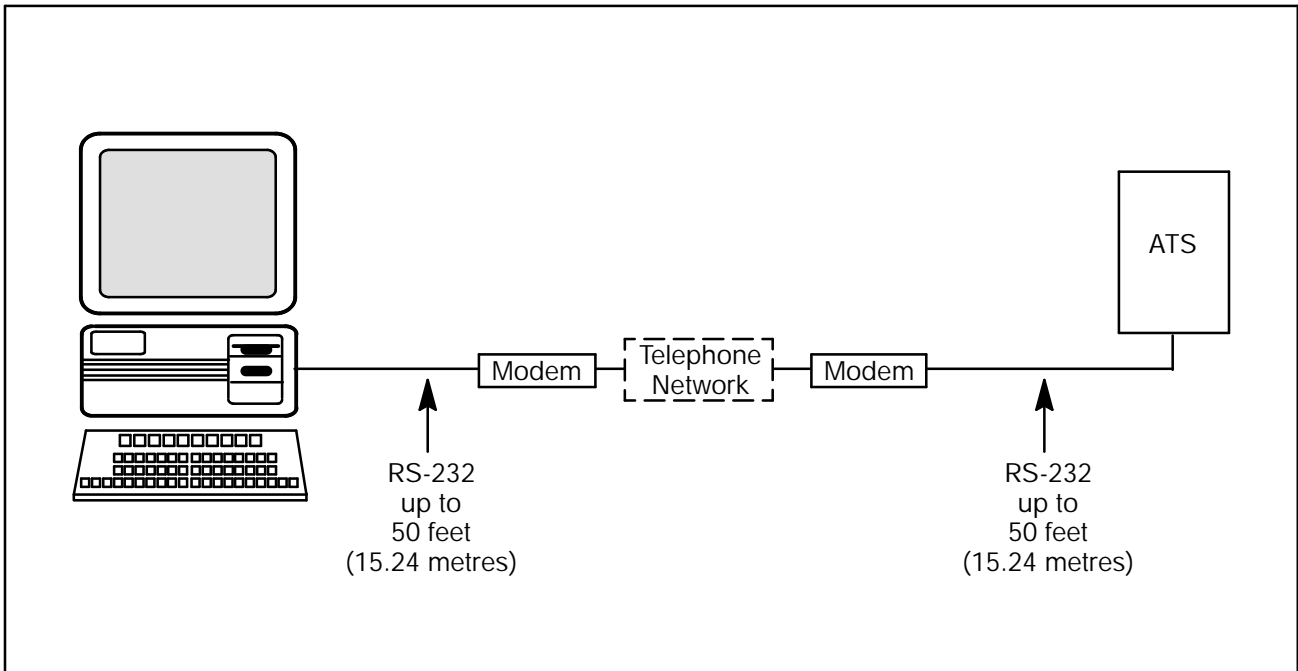 ATS
Modem
Telephone
Network
Modem
RS-232
up to
50 feet
(15.24 metres)
RS-232
up to
50 feet
(15.24 metres)